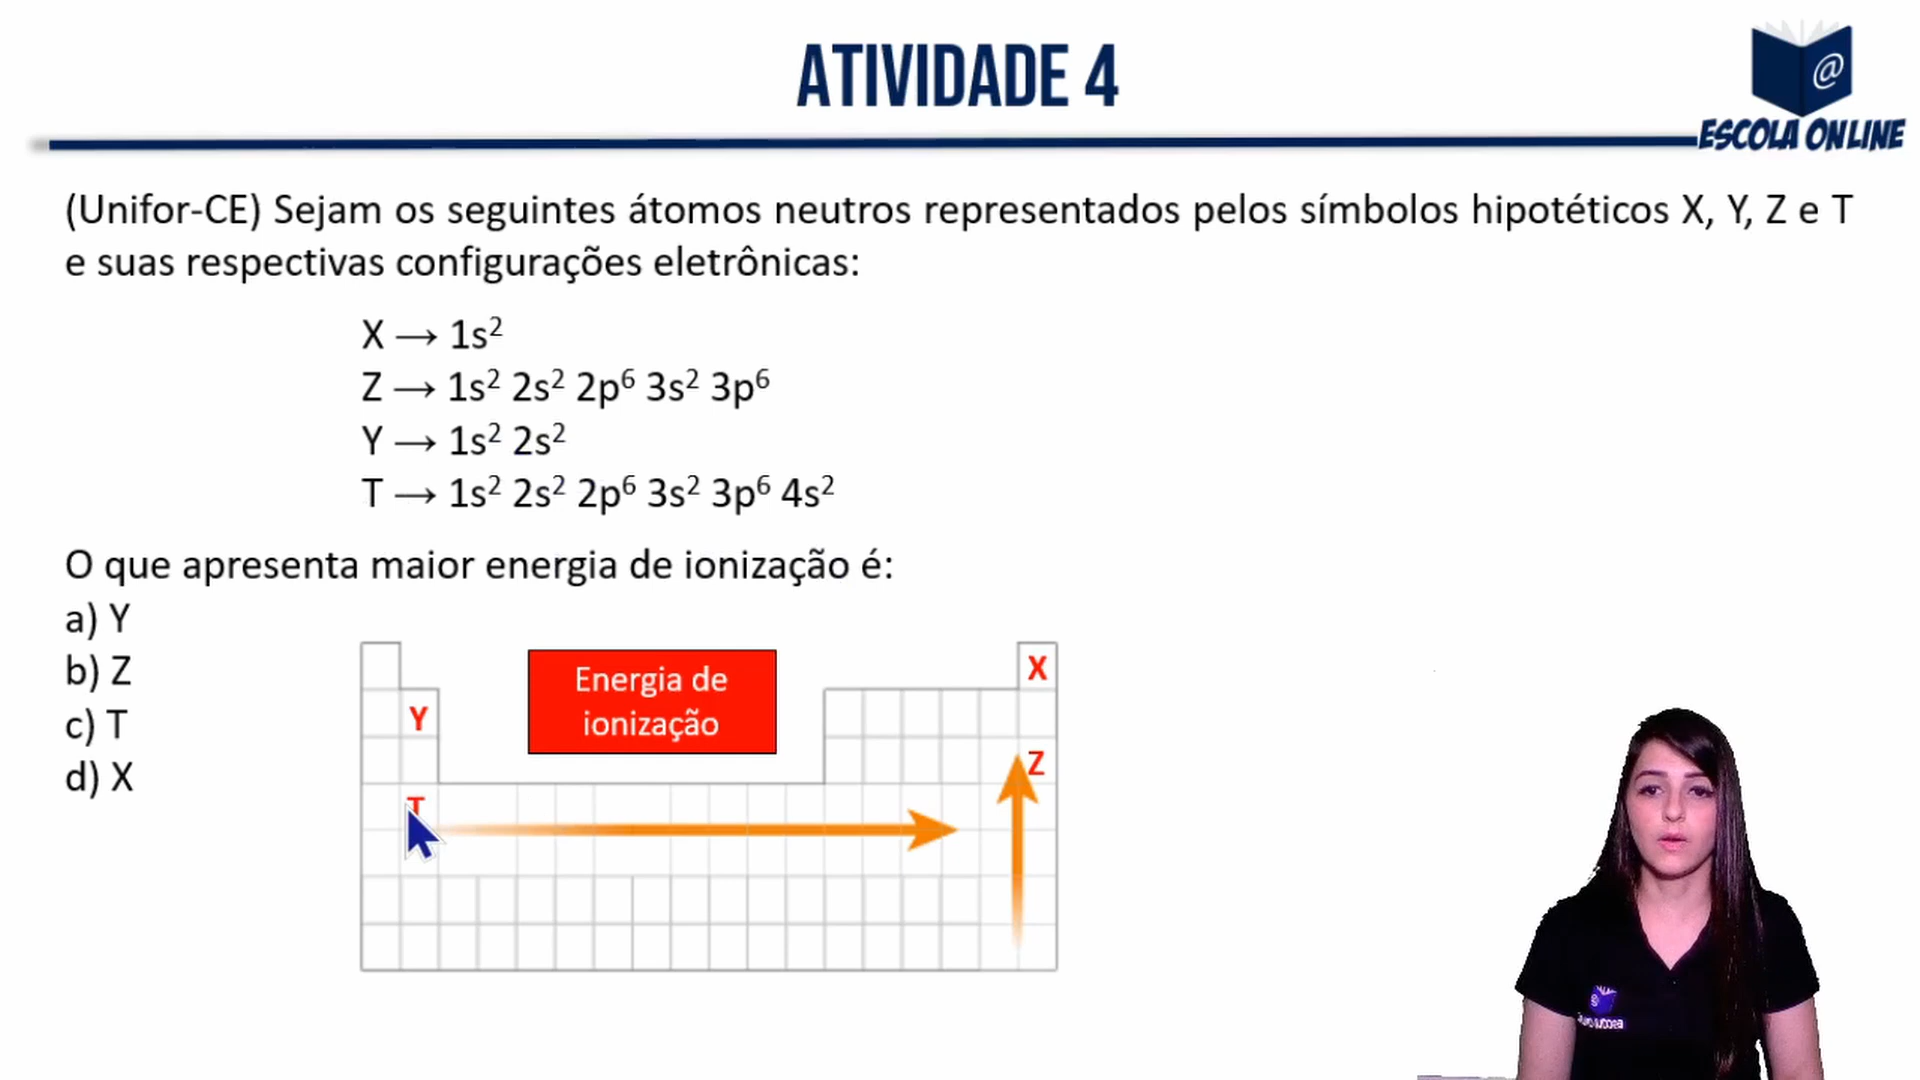 ATIVIDADE 4
@
ESCOLA ONLINE
(Unifor-CE) Sejam os seguintes átomos neutros representados pelos símbolos hipotéticos X, Y, Z e T
e suas respectivas configurações eletrônicas:
X → 1s²
Z → 1s² 2s² 2p⁶ 3s² 3p⁶
Y → 1s² 2s²
T → 1s² 2s² 2p⁶ 3s² 3p⁶ 4s²
O que apresenta maior energia de ionização é:
a) Y
b) Z
c) T
d) X
Energia de
ionização
X
Y
Z
T